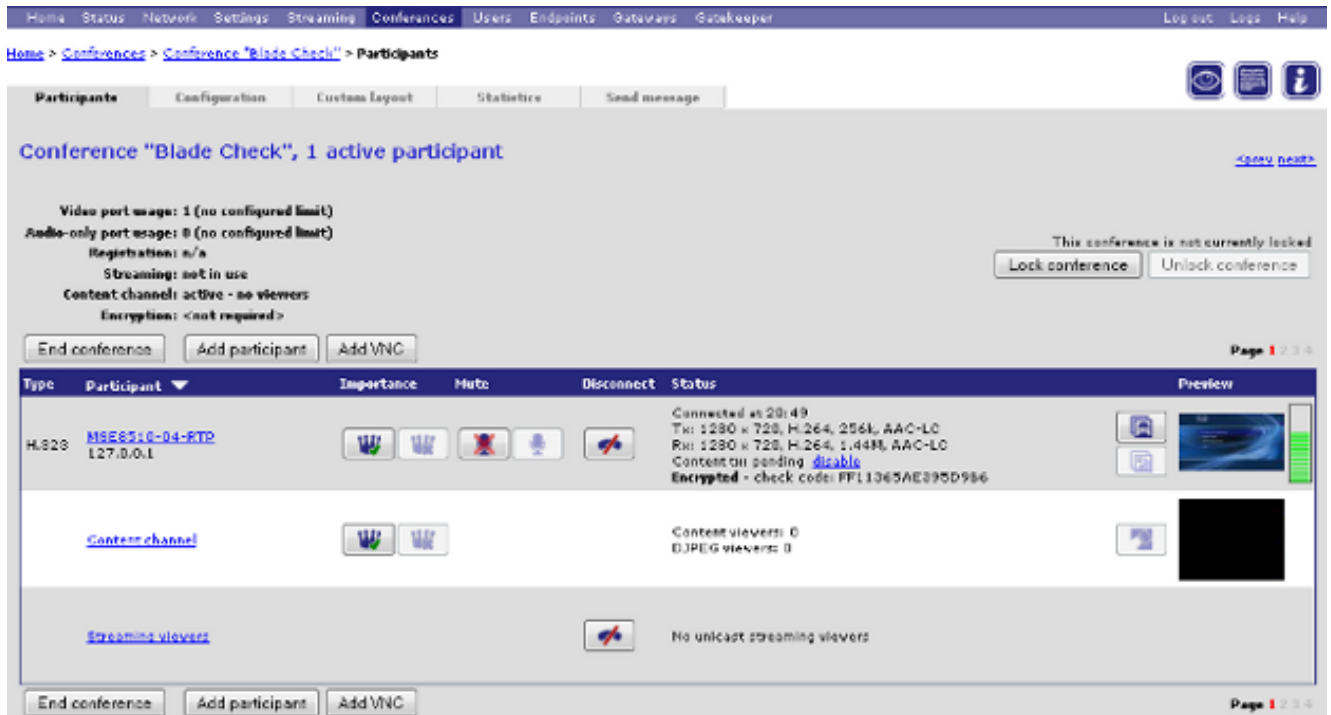 Home Status Network Settings Streaming Conferences Users Endpoints Gateways Gatekeeper Log out Logs Help
Home > Conferences > Conference "Blade Check" > Participants
Participants Configuration Custom layout Statistics Send message
Conference "Blade Check", 1 active participant
<prev next>
Video port usage: 1 (no configured limit)
Audio-only port usage: 0 (no configured limit)
Registration: n/a
Streaming: not in use
Content channel: active - no viewers
Encryption: <not required>
This conference is not currently locked
Lock conference Unlock conference
End conference Add participant Add VNC Page 1 2 3 4
Type Participant Importance Mute Disconnect Status Preview
H.323 MSE8510-04-RTP
127.0.0.1
Connected at 20:49
Tx: 1280 x 720, H.264, 256k, AAC-LC
Rx: 1280 x 720, H.264, 1.44M, AAC-LC
Content tx: pending disable
Encrypted - check code: FF11365AE395D986
Content channel
Content viewers: 0
DJPEG viewers: 0
Streaming viewers No unicast streaming viewers
End conference Add participant Add VNC Page 1 2 3 4